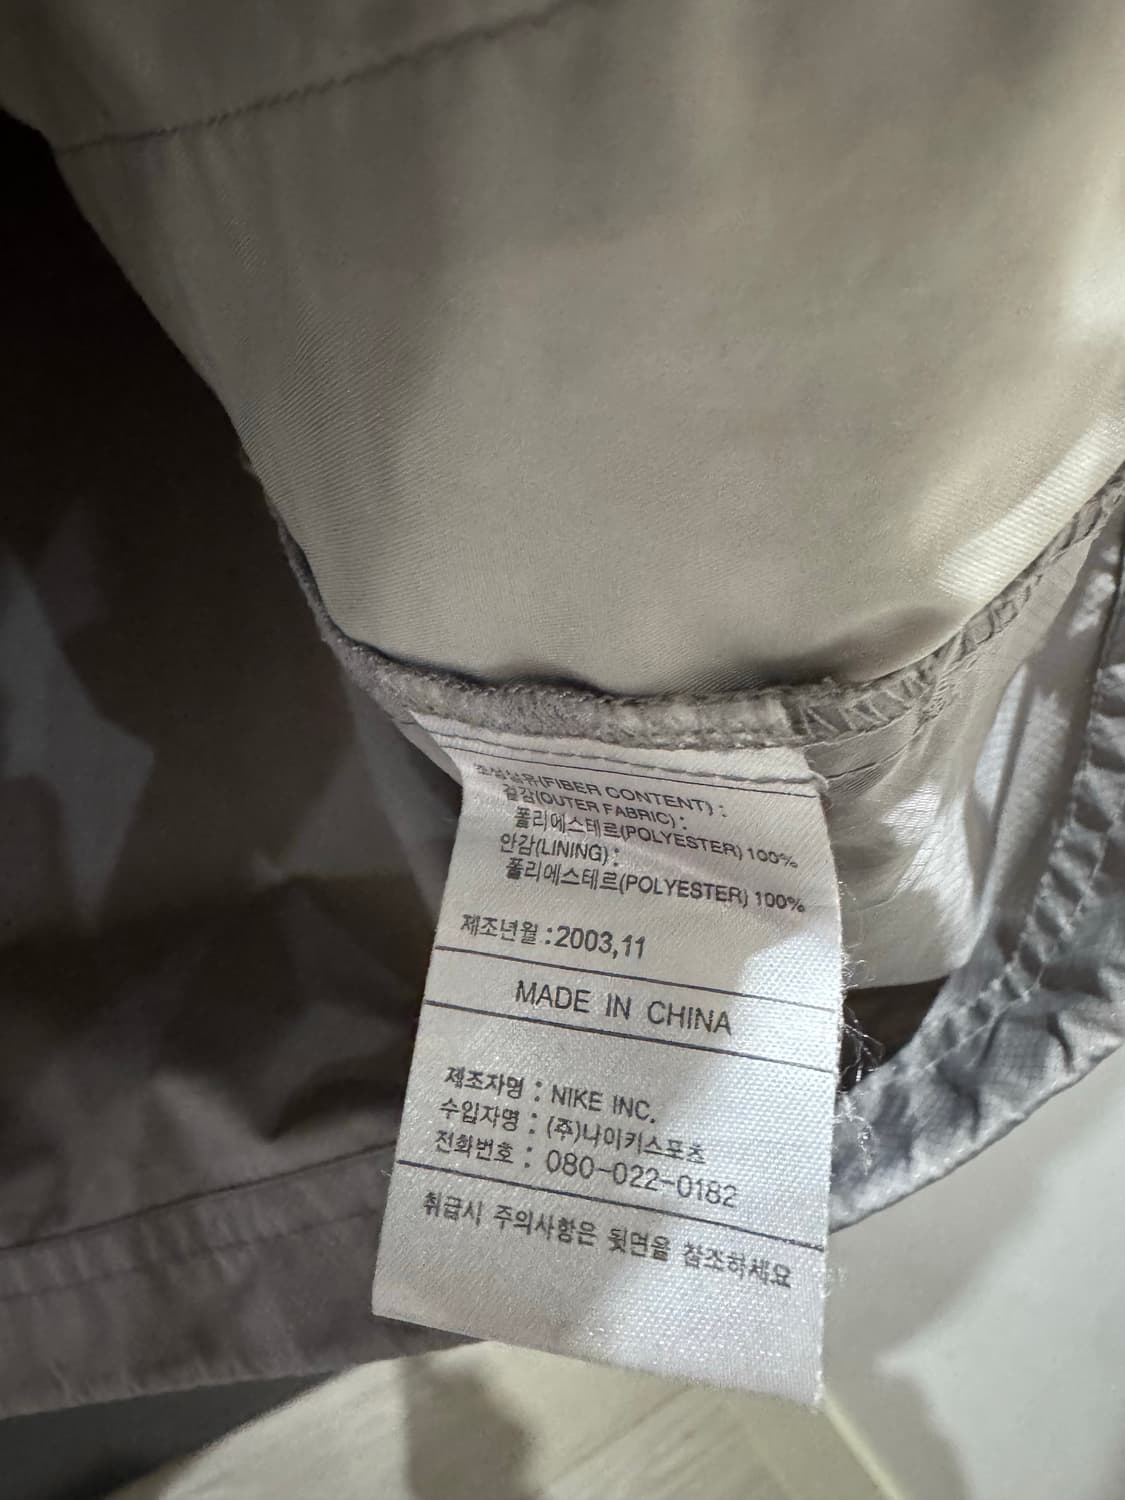 조성섬유(FIBER CONTENT) :
겉감(OUTER FABRIC) :
폴리에스테르(POLYESTER) 100%
안감(LINING) :
폴리에스테르(POLYESTER) 100%
제조년월 : 2003,11
MADE IN CHINA
제조자명 : NIKE INC.
수입자명 : (주)나이키스포츠
전화번호 : 080-022-0182
취급시 주의사항은 뒷면을 참조하세요